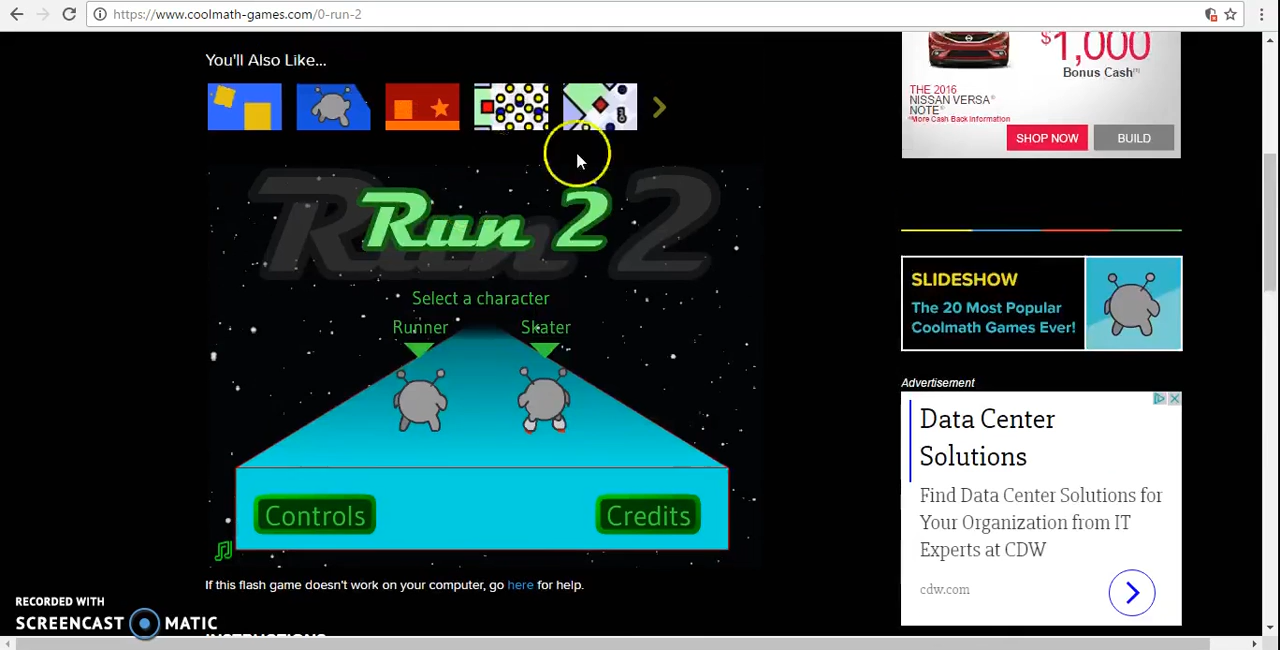 https://www.coolmath-games.com/0-run-2
You'll Also Like...
$1,000
Bonus Cash
THE 2016
NISSAN VERSA®
NOTE®
*More Cash Back Information
SHOP NOW
BUILD
Run 2
Select a character
Runner
Skater
Controls
Credits
If this flash game doesn't work on your computer, go here for help.
SLIDESHOW
The 20 Most Popular
Coolmath Games Ever!
Advertisement
Data Center
Solutions
Find Data Center Solutions for
Your Organization from IT
Experts at CDW
cdw.com
RECORDED WITH
SCREENCAST MATIC
INSTRUCTIONS